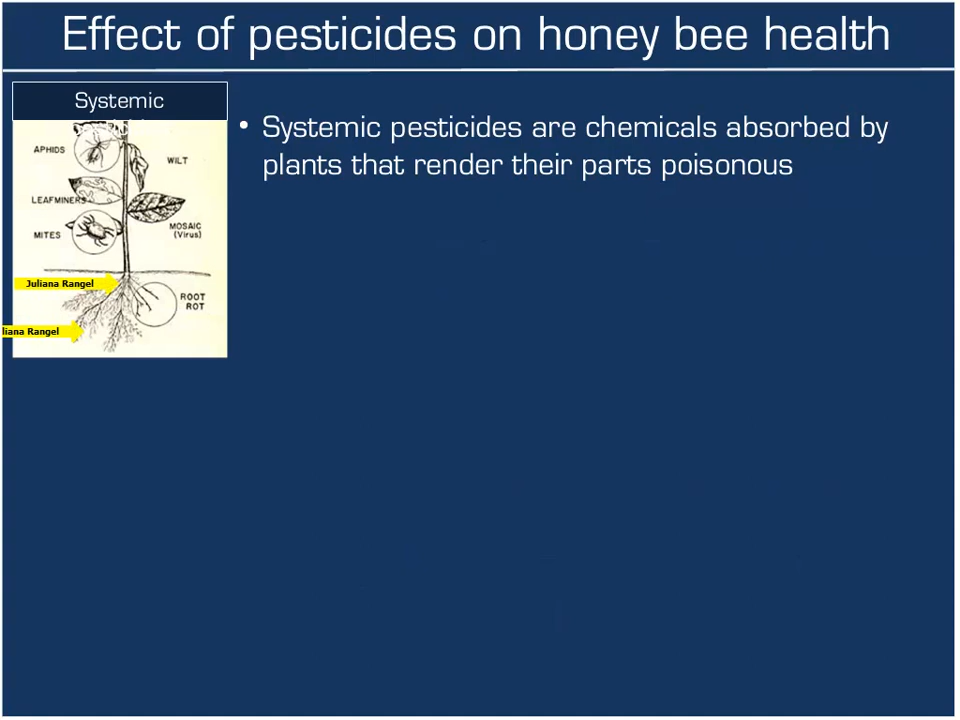 Effect of pesticides on honey bee health
Systemic
• Systemic pesticides are chemicals absorbed by
plants that render their parts poisonous
APHIDS
WILT
LEAFMINERS
MOSAIC
(Virus)
MITES
Juliana Rangel
ROOT
ROT
liana Rangel